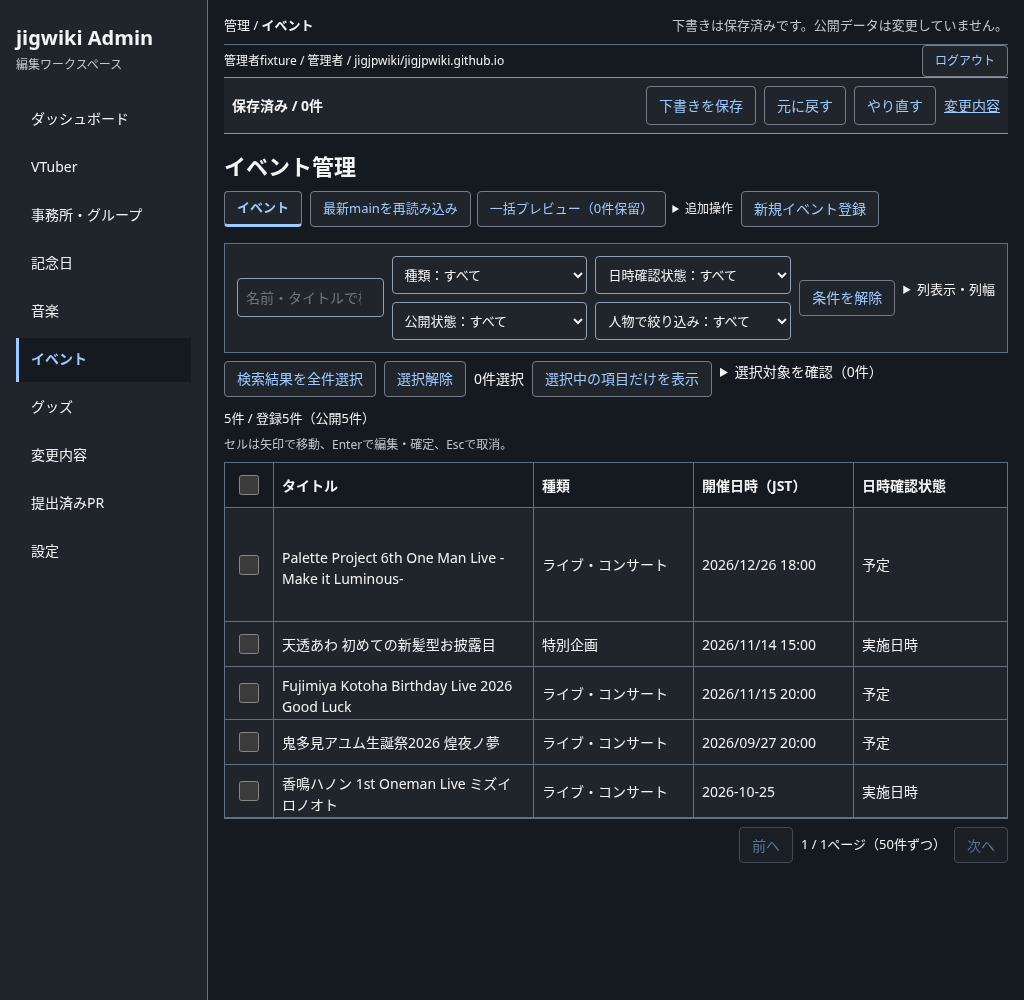 jigwiki Admin
編集ワークスペース
ダッシュボード
VTuber
事務所・グループ
記念日
音楽
イベント
グッズ
変更内容
提出済みPR
設定
管理 / イベント
下書きは保存済みです。公開データは変更していません。
管理者fixture / 管理者 / jigjpwiki/jigjpwiki.github.io
ログアウト
保存済み / 0件
下書きを保存
元に戻す
やり直す
変更内容
イベント管理
イベント
最新mainを再読み込み
一括プレビュー（0件保留）
▶ 追加操作
新規イベント登録
名前・タイトルで
種類：すべて
日時確認状態：すべて
公開状態：すべて
人物で絞り込み：すべて
条件を解除
▶ 列表示・列幅
検索結果を全件選択
選択解除
0件選択
選択中の項目だけを表示
▶ 選択対象を確認（0件）
5件 / 登録5件（公開5件）
セルは矢印で移動、Enterで編集・確定、Escで取消。
タイトル
種類
開催日時（JST）
日時確認状態
Palette Project 6th One Man Live -
Make it Luminous-
ライブ・コンサート
2026/12/26 18:00
予定
天透あわ 初めての新髪型お披露目
特別企画
2026/11/14 15:00
実施日時
Fujimiya Kotoha Birthday Live 2026
Good Luck
ライブ・コンサート
2026/11/15 20:00
予定
鬼多見アユム生誕祭2026 煌夜ノ夢
ライブ・コンサート
2026/09/27 20:00
予定
香鳴ハノン 1st Oneman Live ミズイ
ロノオト
ライブ・コンサート
2026-10-25
実施日時
前へ
1 / 1ページ（50件ずつ）
次へ